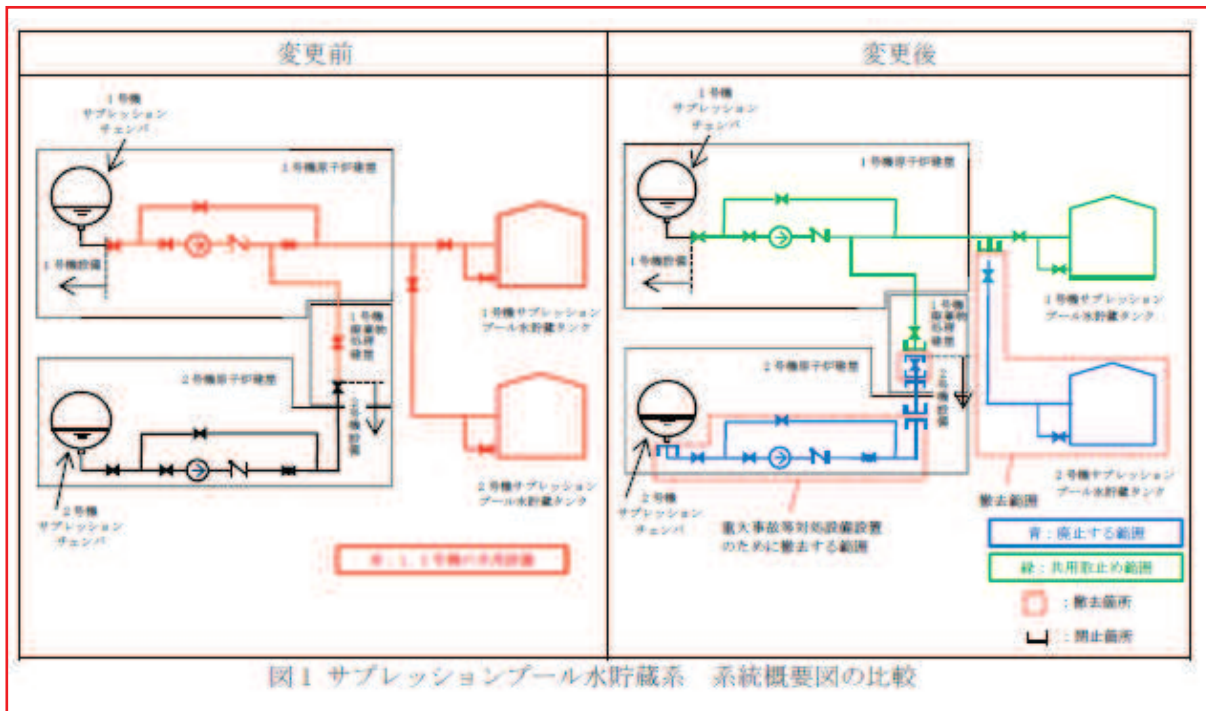 変更前
1号機
サプレッション
チェンバ
1号機原子炉建屋
1号機設備
1号機サプレッション
プール水貯蔵タンク
1号機
廃棄物
処理
建屋
2号機原子炉建屋
2号機設備
2号機サプレッション
プール水貯蔵タンク
2号機
サプレッション
チェンバ
赤:1,2号機の共用設備
変更後
1号機
サプレッション
チェンバ
1号機原子炉建屋
1号機設備
1号機サプレッション
プール水貯蔵タンク
1号機
廃棄物
処理
建屋
2号機原子炉建屋
2号機設備
2号機サプレッション
プール水貯蔵タンク
撤去範囲
2号機
サプレッション
チェンバ
重大事故等対処設備設置
のために撤去する範囲
青:廃止する範囲
緑:共用取止め範囲
:撤去箇所
:閉止箇所
図1 サプレッションプール水貯蔵系 系統概要図の比較